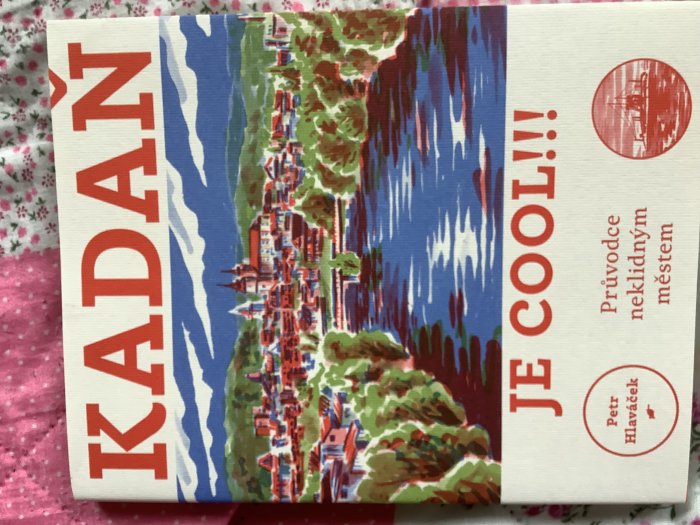 KADAŇ
JE COOL!!!
Petr
Hlaváček
Průvodce
neklidným
městem